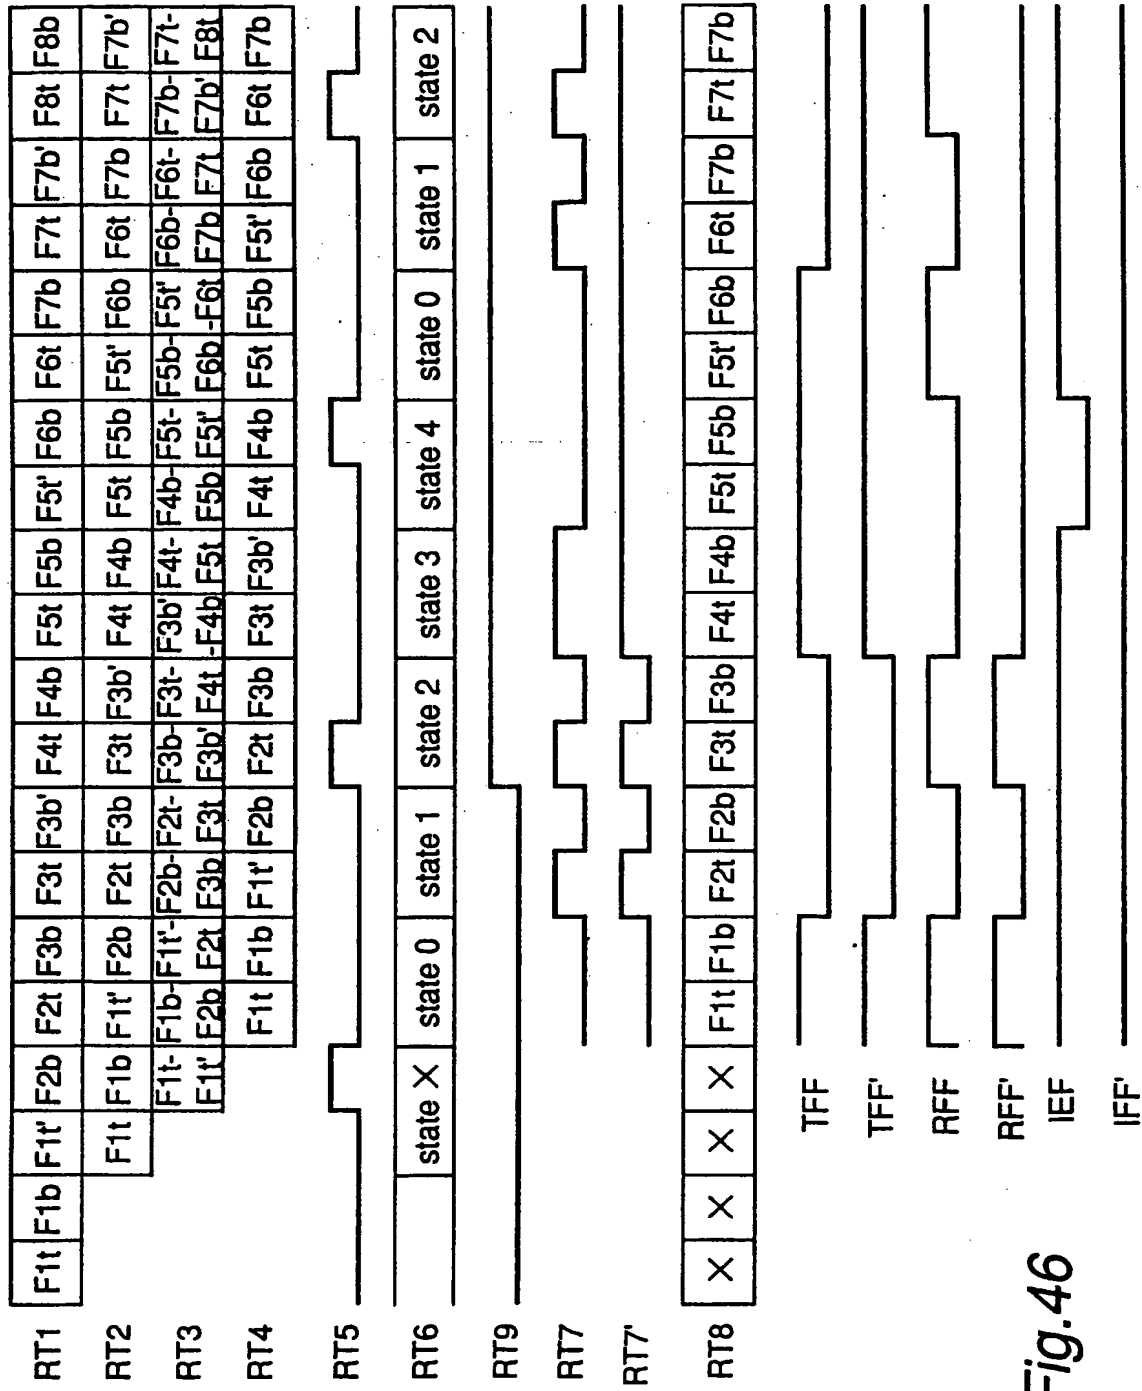 RT1 F1t F1b F1t' F2b F2t F3b F3t F3b' F4t F4b F5t F5b F5t' F6b F6t F7b F7t F7b' F8t F8b
RT2 F1t F1b F1t' F2b F2t F3b F3t F3b' F4t F4b F5t F5b F5t' F6b F6t F7b F7t F7b'
RT3 F1t- F1b- F1t'- F2b- F2t- F3b- F3t- F3b' F4t- F4b- F5t- F5b- F5t' F6b- F6t- F7b- F7t-
F1t' F2b F2t F3b F3t F3b' F4t -F4b F5t F5b F5t' F6b -F6t F7b F7t F7b' F8t
RT4 F1t F1b F1t' F2b F2t F3b F3t F3b' F4t F4b F5t F5b F5t' F6b F6t F7b
RT5
RT6 state X state 0 state 1 state 2 state 3 state 4 state 0 state 1 state 2
RT9
RT7
RT7'
RT8 X X X X F1t F1b F2t F2b F3t F3b F4t F4b F5t F5b F5t' F6b F6t F7b F7t F7b
TFF
TFF'
RFF
RFF'
IEF
IFF'
Fig.46